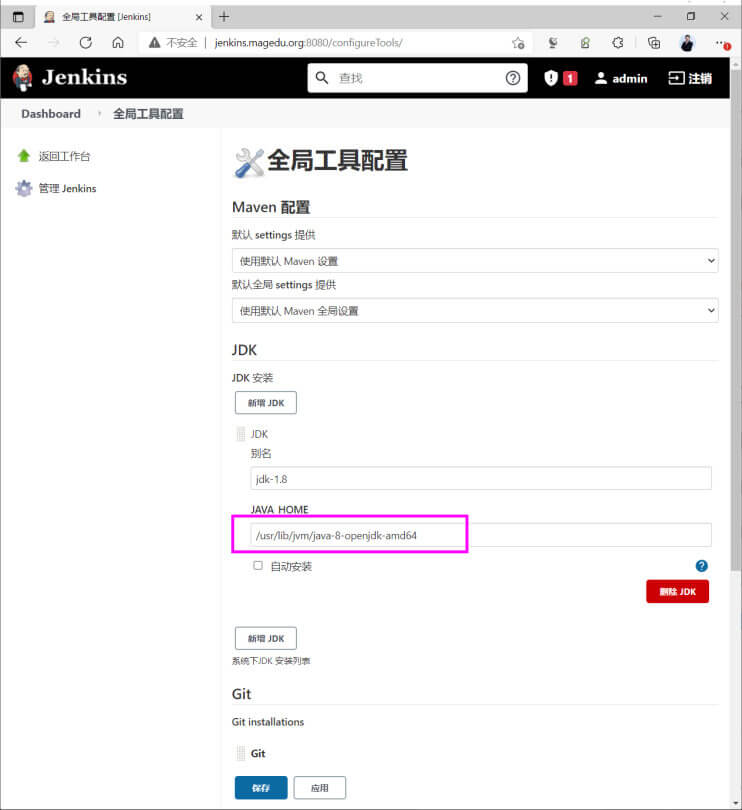 全局工具配置 [Jenkins]
不安全 | jenkins.magedu.org:8080/configureTools/
Jenkins
查找
1
admin
注销
Dashboard
全局工具配置
返回工作台
管理 Jenkins
全局工具配置
Maven 配置
默认 settings 提供
使用默认 Maven 设置
默认全局 settings 提供
使用默认 Maven 全局设置
JDK
JDK 安装
新增 JDK
JDK
别名
jdk-1.8
JAVA_HOME
/usr/lib/jvm/java-8-openjdk-amd64
自动安装
删除 JDK
新增 JDK
系统下JDK 安装列表
Git
Git installations
Git
保存
应用